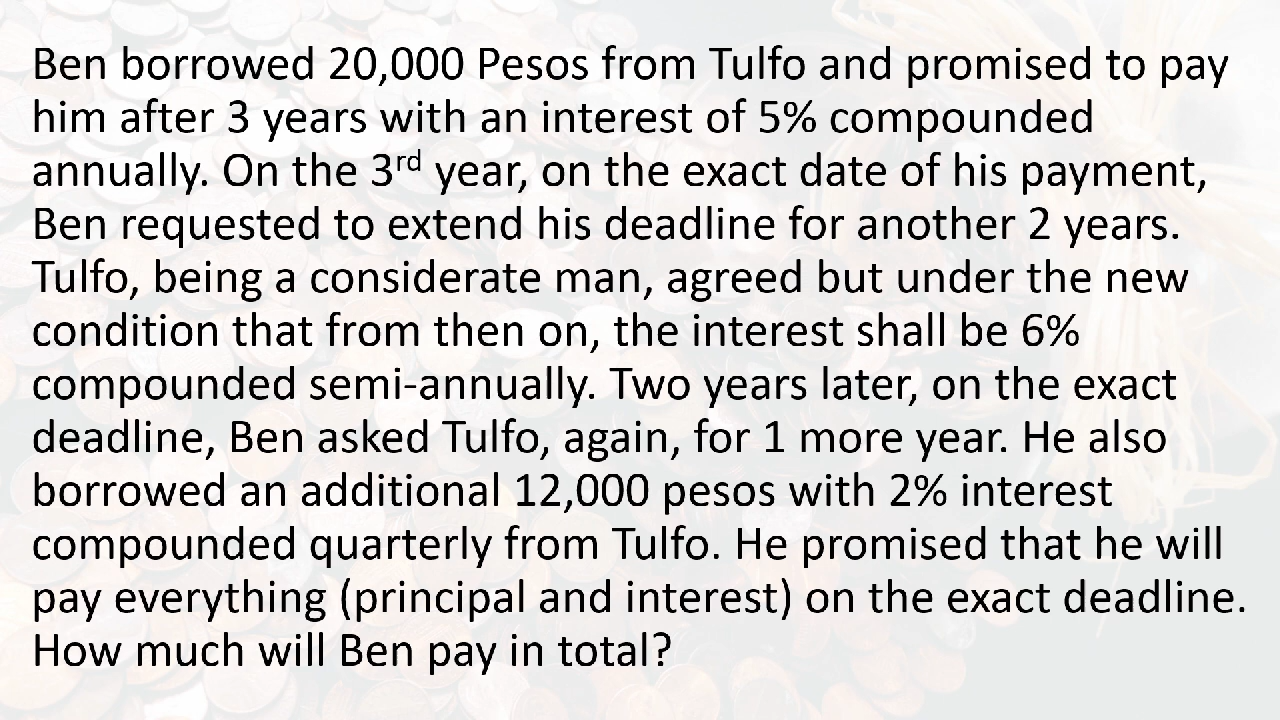 Ben borrowed 20,000 Pesos from Tulfo and promised to pay
him after 3 years with an interest of 5% compounded
annually. On the 3rd year, on the exact date of his payment,
Ben requested to extend his deadline for another 2 years.
Tulfo, being a considerate man, agreed but under the new
condition that from then on, the interest shall be 6%
compounded semi-annually. Two years later, on the exact
deadline, Ben asked Tulfo, again, for 1 more year. He also
borrowed an additional 12,000 pesos with 2% interest
compounded quarterly from Tulfo. He promised that he will
pay everything (principal and interest) on the exact deadline.
How much will Ben pay in total?